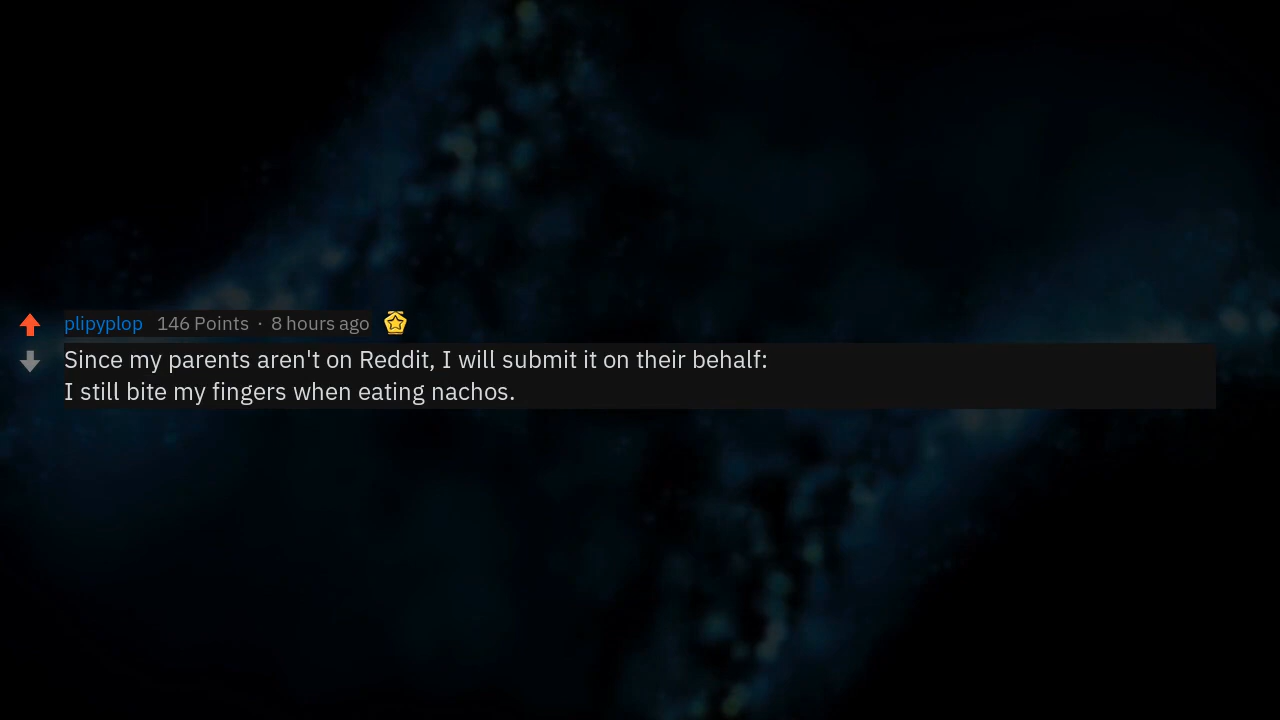 plipyplop 146 Points · 8 hours ago
Since my parents aren't on Reddit, I will submit it on their behalf:
I still bite my fingers when eating nachos.